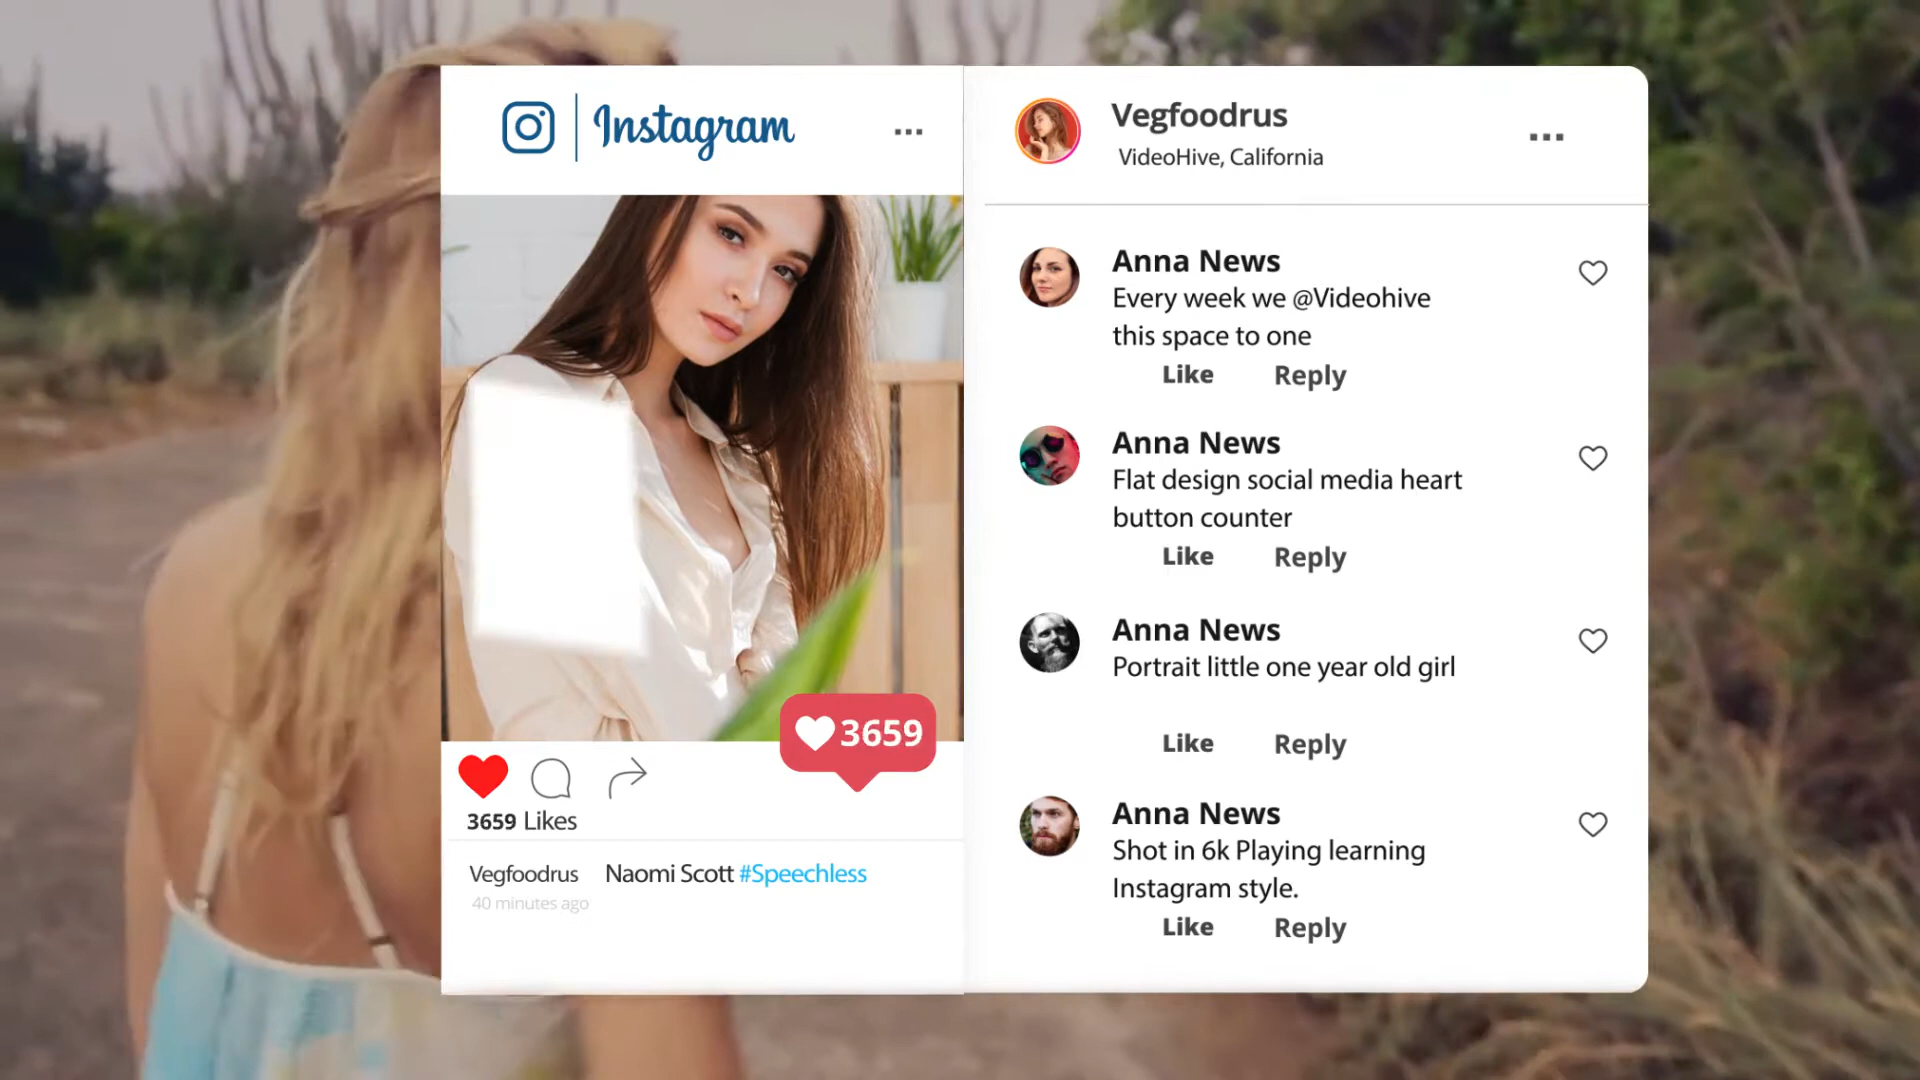 Instagram
3659
3659 Likes
Vegfoodrus Naomi Scott #Speechless
40 minutes ago
Vegfoodrus
VideoHive, California
Anna News
Every week we @Videohive
this space to one
Like Reply
Anna News
Flat design social media heart
button counter
Like Reply
Anna News
Portrait little one year old girl
Like Reply
Anna News
Shot in 6k Playing learning
Instagram style.
Like Reply